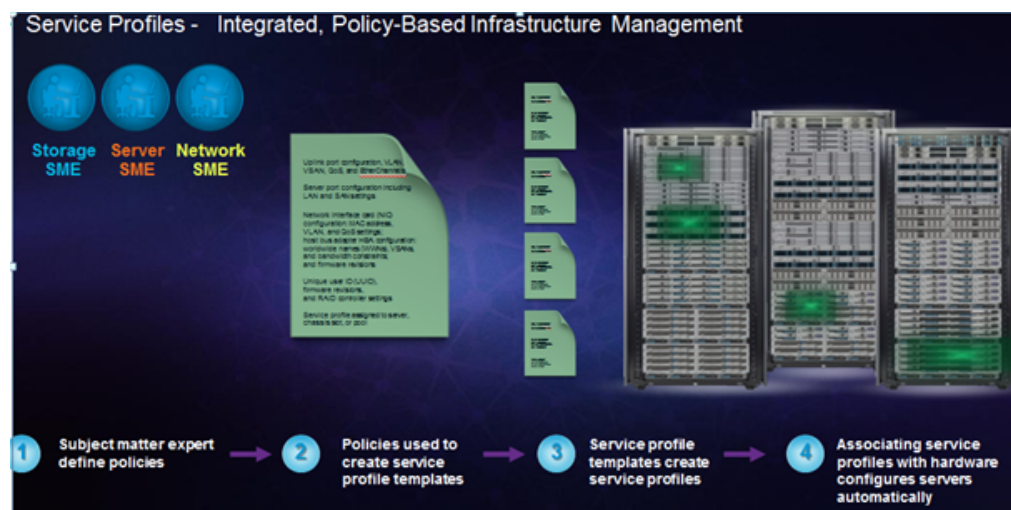 Service Profiles - Integrated, Policy-Based Infrastructure Management
Storage SME
Server SME
Network SME
Uplink port configuration, VLAN,
VSAN, QoS, and EtherChannels
Server port configuration including
LAN and SAN settings
Network interface card (NIC)
configuration: MAC address,
VLAN, and QoS settings;
host bus adapter HBA configuration:
worldwide names (WWNs), VSANs,
and bandwidth constraints;
and firmware revisions
Unique user ID (UUID),
firmware revisions,
and RAID controller settings
Service profile assigned to server,
chassis slot, or pool
1
Subject matter expert
define policies
2
Policies used to
create service
profile templates
3
Service profile
templates create
service profiles
4
Associating service
profiles with hardware
configures servers
automatically